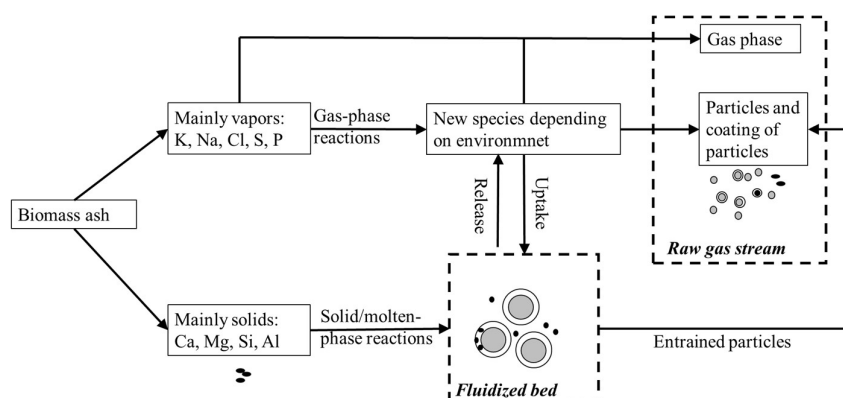 Gas phase
Mainly vapors:
K, Na, Cl, S, P
Gas-phase
reactions
New species depending
on environmnet
Particles and
coating of
particles
Release
Uptake
Biomass ash
Raw gas stream
Mainly solids:
Ca, Mg, Si, Al
Solid/molten-
phase reactions
Entrained particles
Fluidized bed